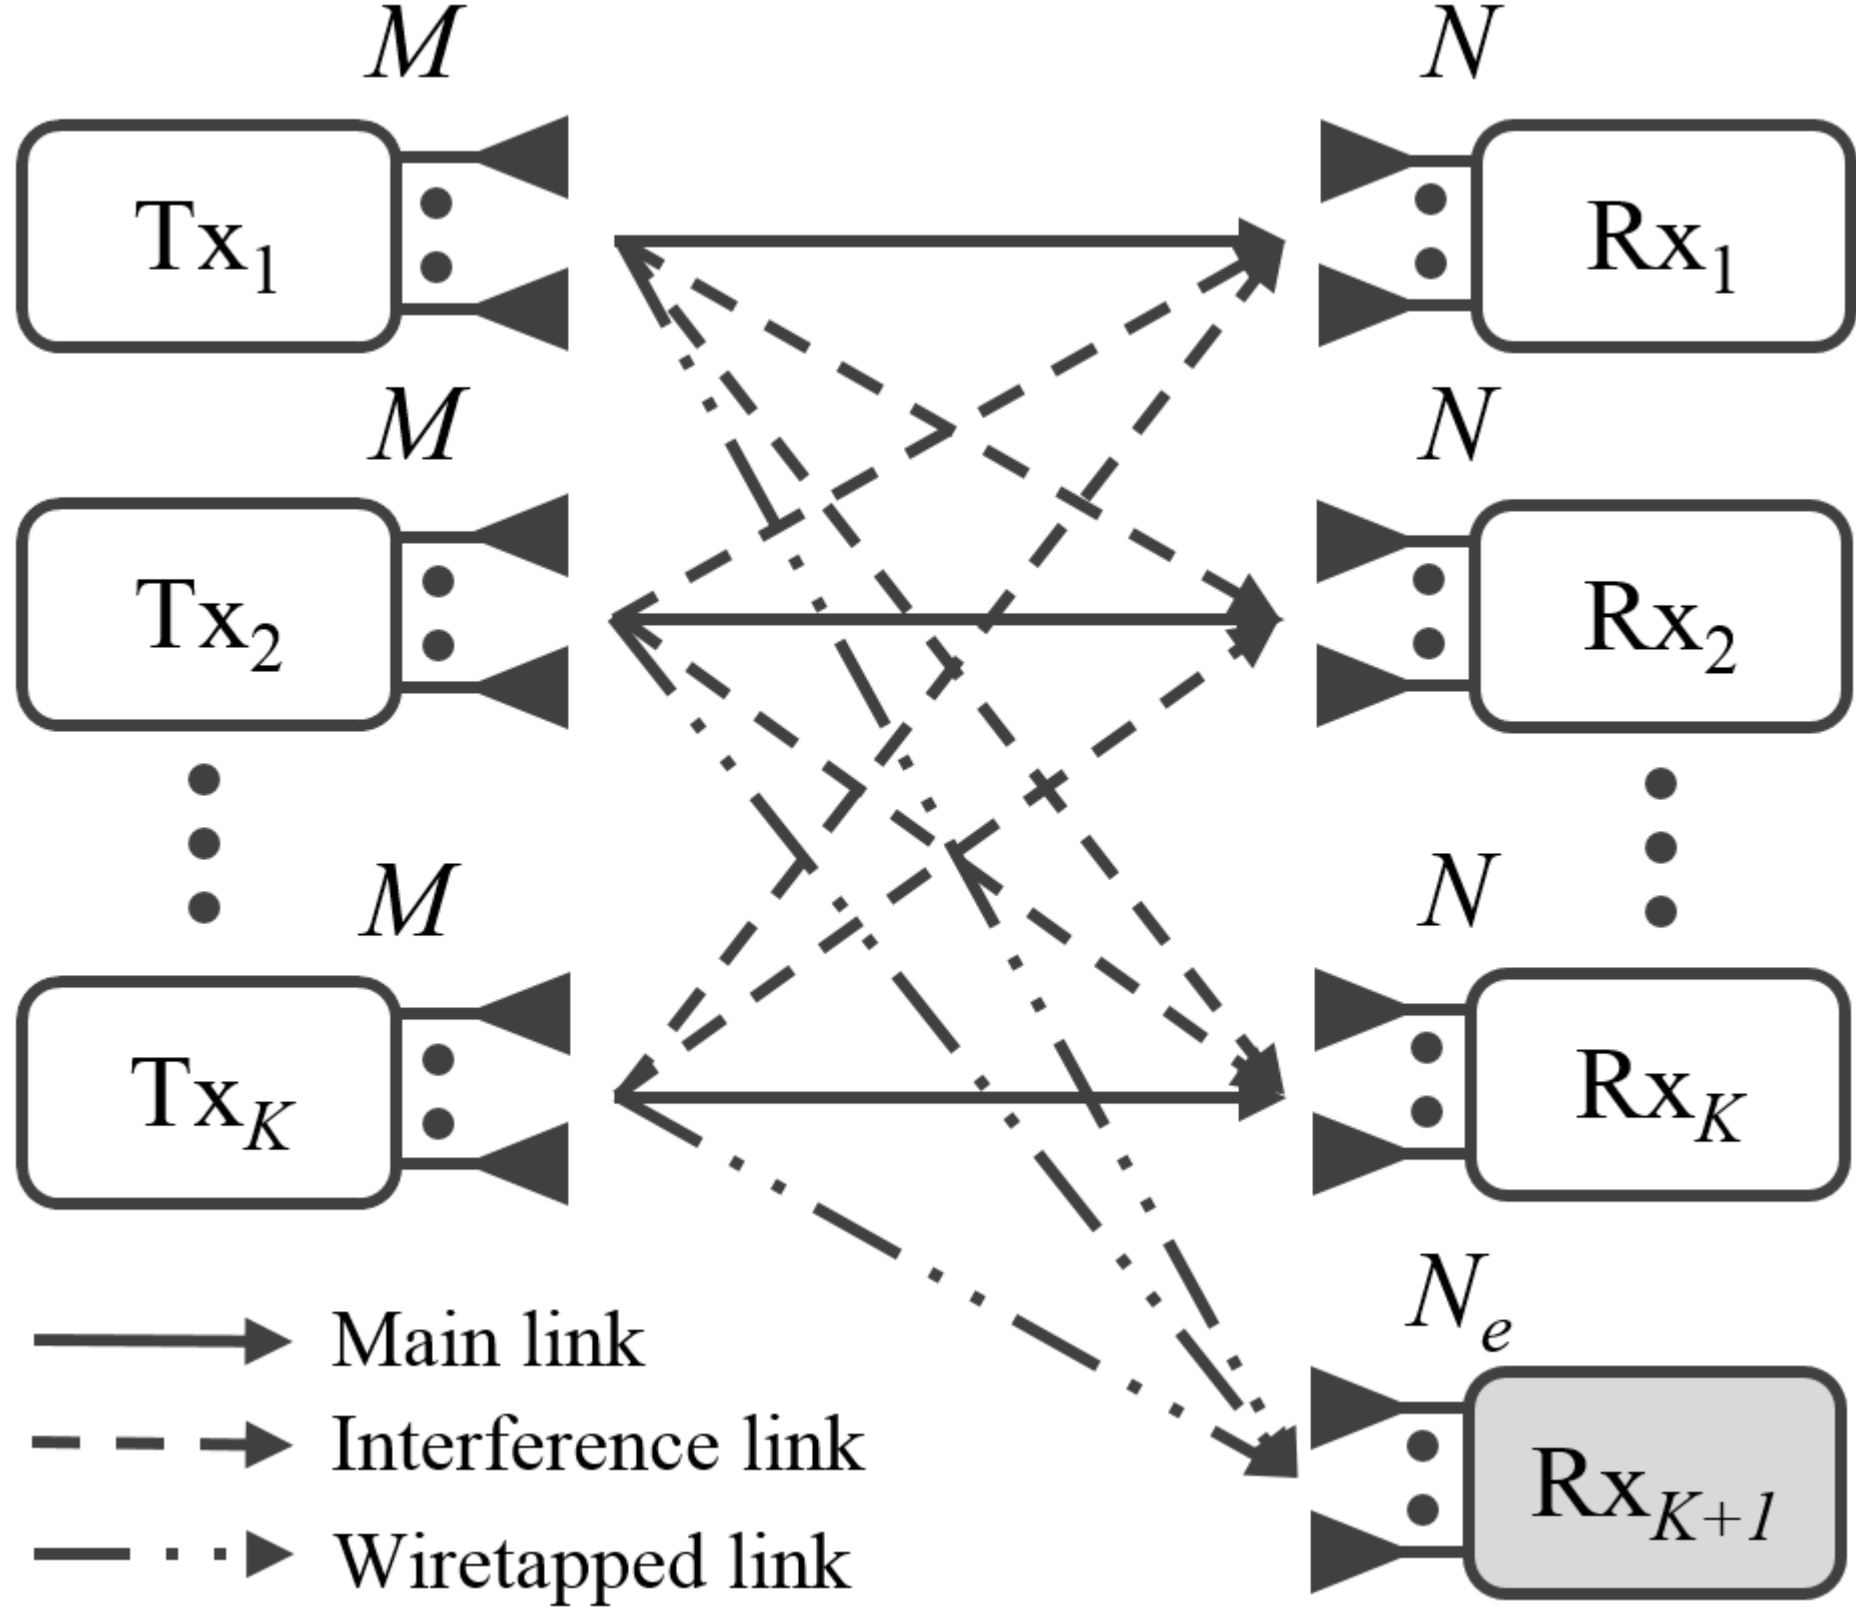 M N
Tx1 Rx1
M N
Tx2 Rx2
M N
TxK RxK
Ne
RxK+1
Main link
Interference link
Wiretapped link